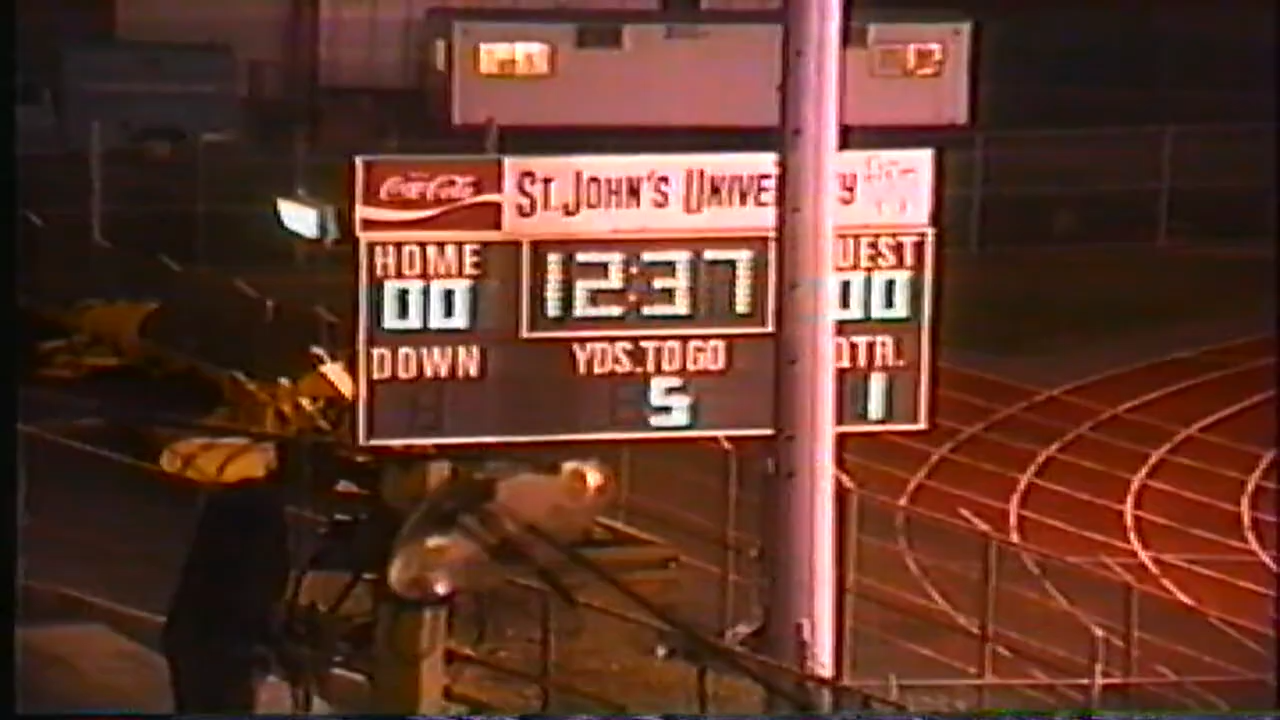 Coca-Cola ST. JOHN'S UNIVE Y
HOME 12:37 UEST
00 00
DOWN YDS.TO GO QTR.
5 1